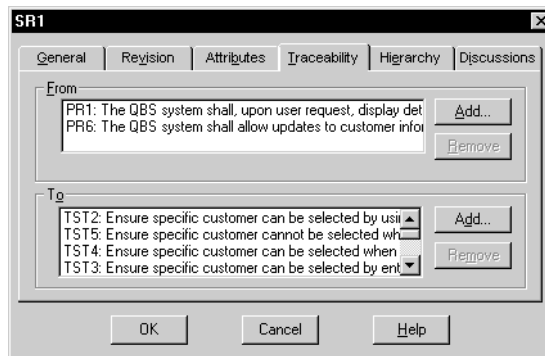 SR1
General Revision Attributes Traceability Hierarchy Discussions
From
PR1: The QBS system shall, upon user request, display det
PR6: The QBS system shall allow updates to customer infor
Add...
Remove
To
TST2: Ensure specific customer can be selected by usi
TST5: Ensure specific customer cannot be selected wh
TST4: Ensure specific customer can be selected when
TST3: Ensure specific customer can be selected by ent
Add...
Remove
OK Cancel Help